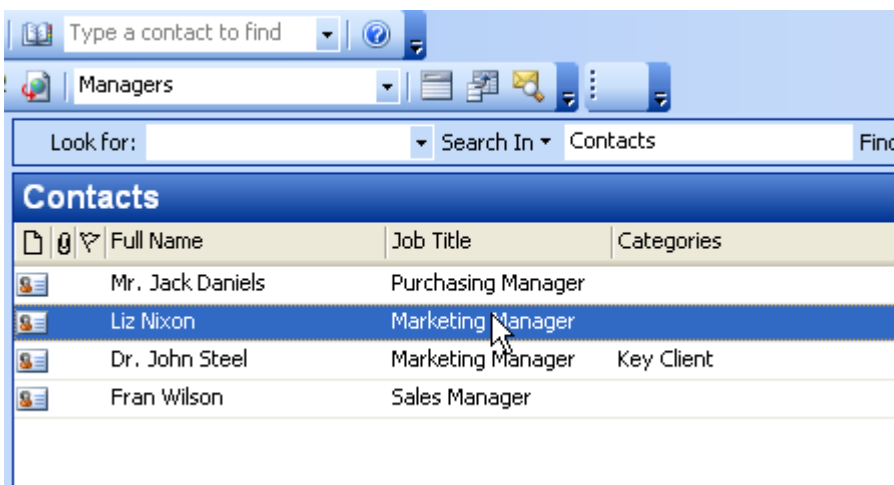 Type a contact to find
Managers
Look for: Search In Contacts Find
Contacts
Full Name Job Title Categories
Mr. Jack Daniels Purchasing Manager
Liz Nixon Marketing Manager
Dr. John Steel Marketing Manager Key Client
Fran Wilson Sales Manager